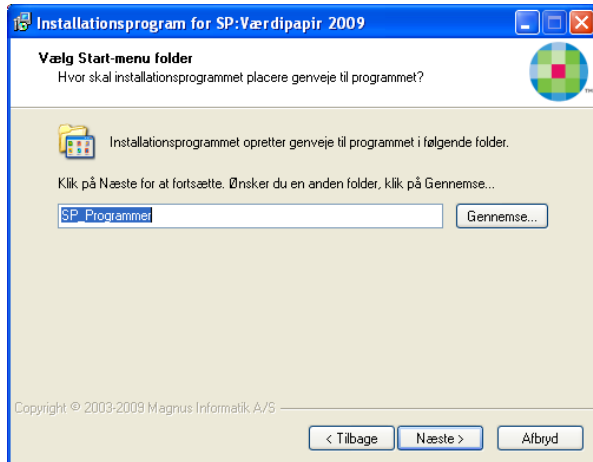 Installationsprogram for SP:Værdipapir 2009
Vælg Start-menu folder
Hvor skal installationsprogrammet placere genveje til programmet?
TM
Installationsprogrammet opretter genveje til programmet i følgende folder.
Klik på Næste for at fortsætte. Ønsker du en anden folder, klik på Gennemse...
SP_Programmer
Gennemse...
Copyright © 2003-2009 Magnus Informatik A/S
< Tilbage
Næste >
Afbryd